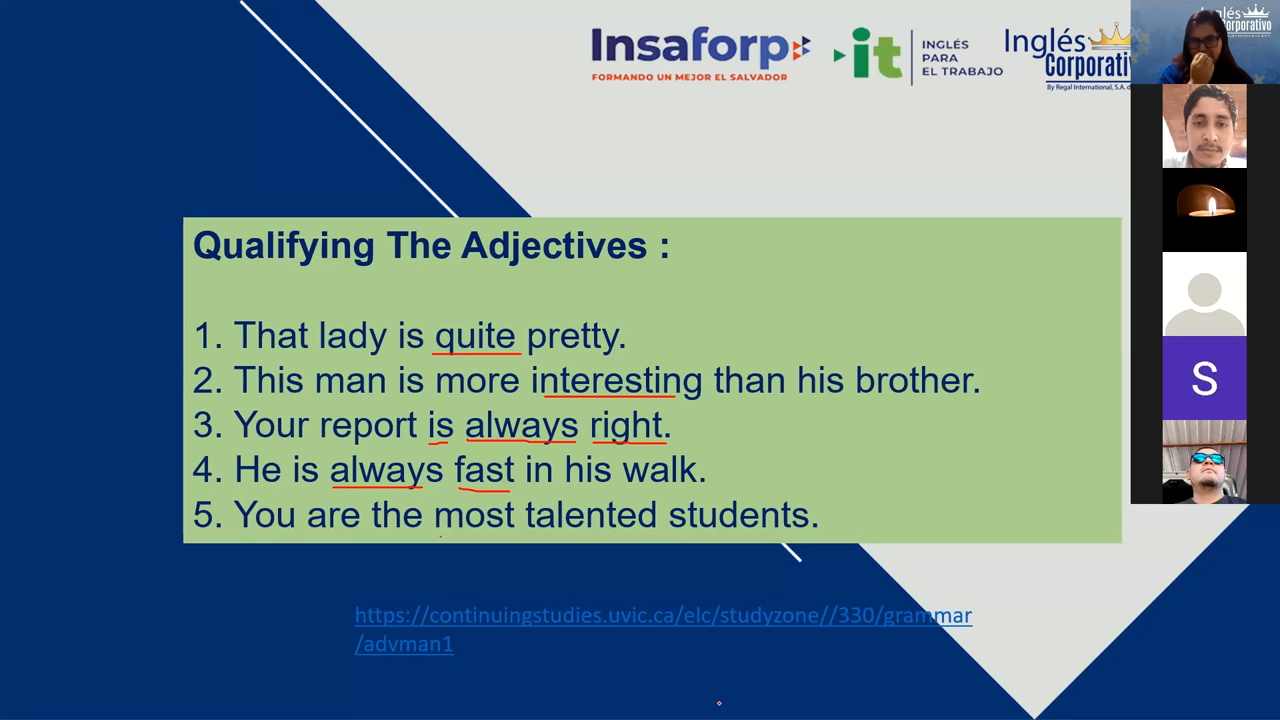 Insaforp
FORMANDO UN MEJOR EL SALVADOR
it
INGLÉS
PARA
EL TRABAJO
Inglés
Corporativ
By Regal International, S.A. d
Inglés
Corporativo
Qualifying The Adjectives :
1. That lady is quite pretty.
2. This man is more interesting than his brother.
3. Your report is always right.
4. He is always fast in his walk.
5. You are the most talented students.
https://continuingstudies.uvic.ca/elc/studyzone//330/grammar
/advman1
S